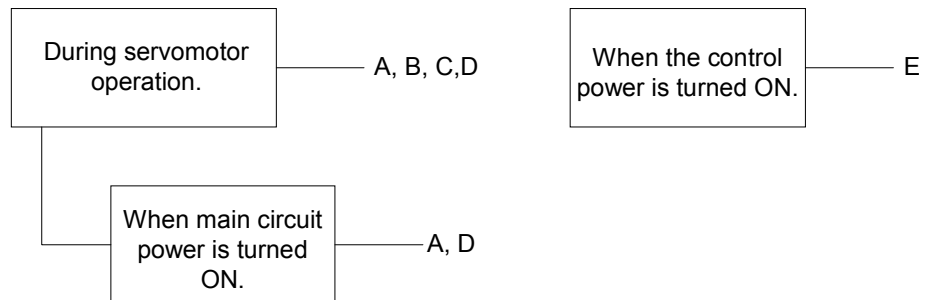 During servomotor
operation.
A, B, C,D
When the control
power is turned ON.
E
When main circuit
power is turned
ON.
A, D